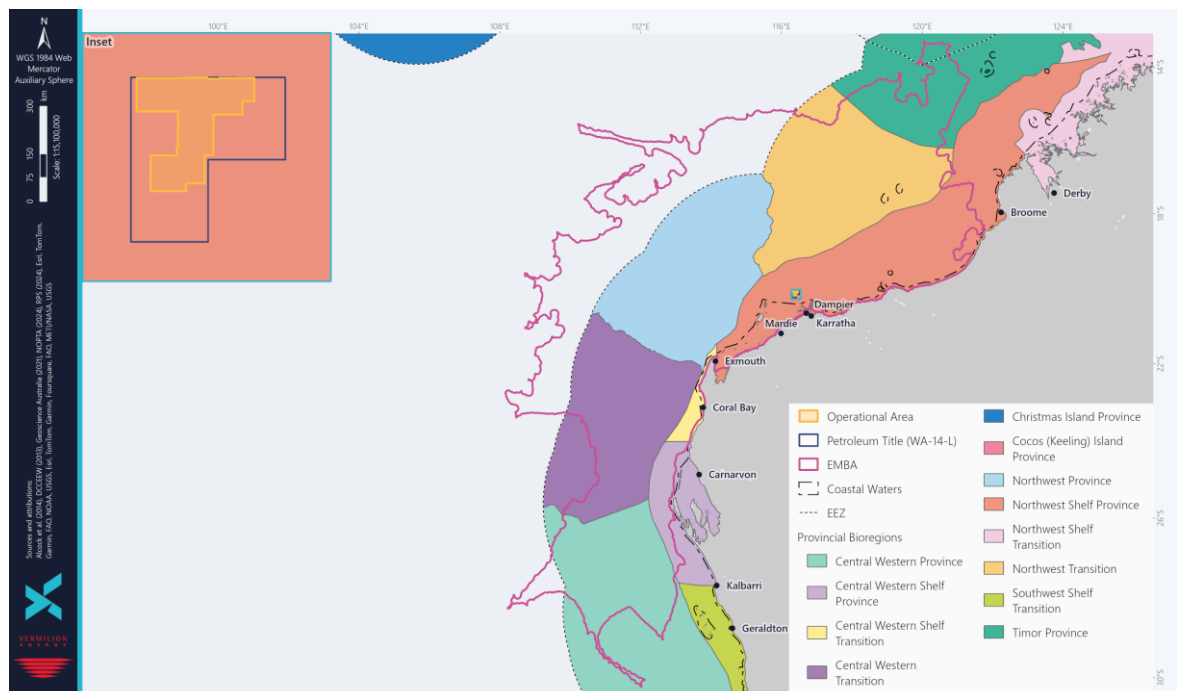 N
WGS 1984 Web
Mercator
Auxiliary Sphere
km
300
150
75
0
Scale: 1:15,100,000
Sources and attributions:
Alcock et al. (2014), DCCEEW (2013), Geoscience Australia (2021), NOPTA (2024), RPS (2024), Esri, TomTom,
Garmin, FAO, NOAA, USGS, Esri, TomTom, Garmin, Foursquare, FAO, METI/NASA, USGS
VERMILION
ENERGY
Inset
100°E
104°E
108°E
112°E
116°E
120°E
124°E
14°S
18°S
22°S
26°S
30°S
Derby
Broome
Dampier
Mardie
Karratha
Exmouth
Coral Bay
Carnarvon
Kalbarri
Geraldton
Operational Area
Petroleum Title (WA-14-L)
EMBA
Coastal Waters
EEZ
Provincial Bioregions
Central Western Province
Central Western Shelf
Province
Central Western Shelf
Transition
Central Western
Transition
Christmas Island Province
Cocos (Keeling) Island
Province
Northwest Province
Northwest Shelf Province
Northwest Shelf
Transition
Northwest Transition
Southwest Shelf
Transition
Timor Province